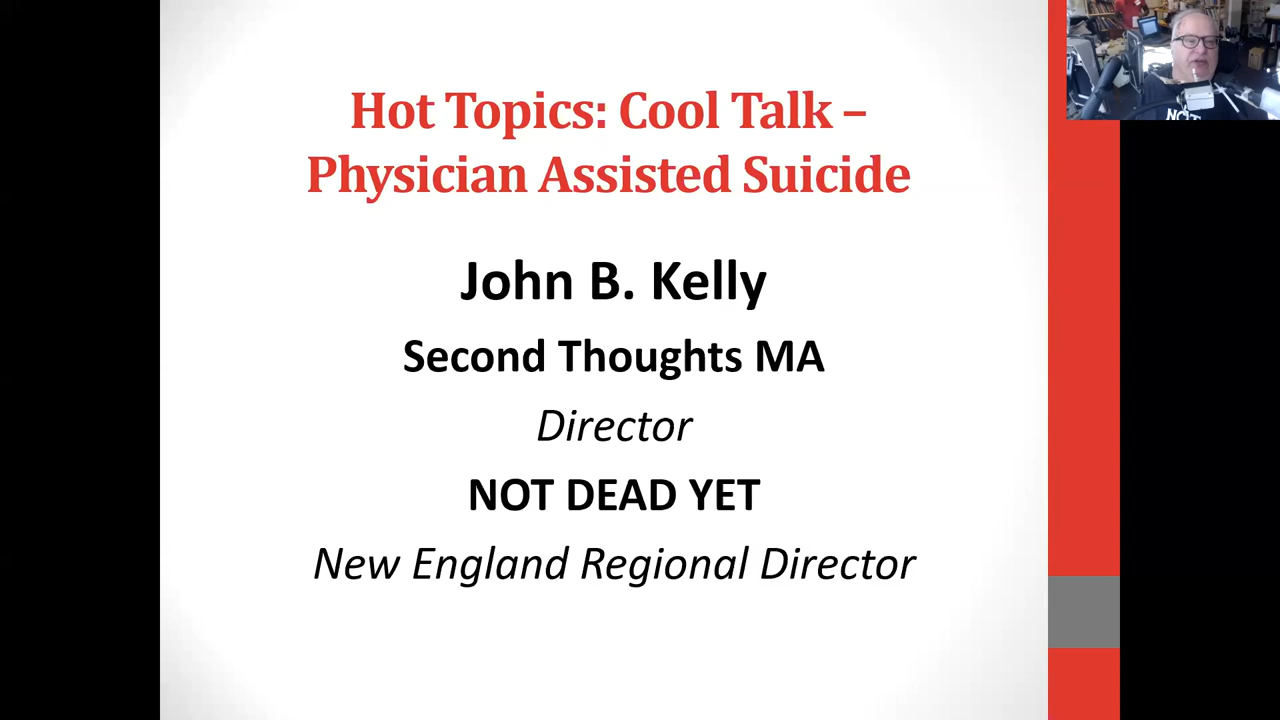 Hot Topics: Cool Talk –
Physician Assisted Suicide
John B. Kelly
Second Thoughts MA
Director
NOT DEAD YET
New England Regional Director
NOT